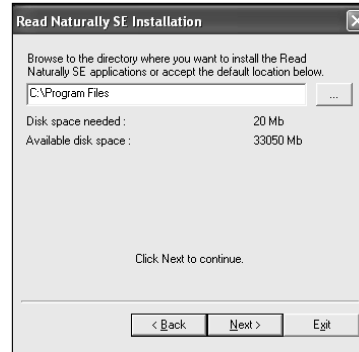 Read Naturally SE Installation
Browse to the directory where you want to install the Read
Naturally SE applications or accept the default location below.
C:\Program Files
...
Disk space needed : 20 Mb
Available disk space : 33050 Mb
Click Next to continue.
< Back Next > Exit